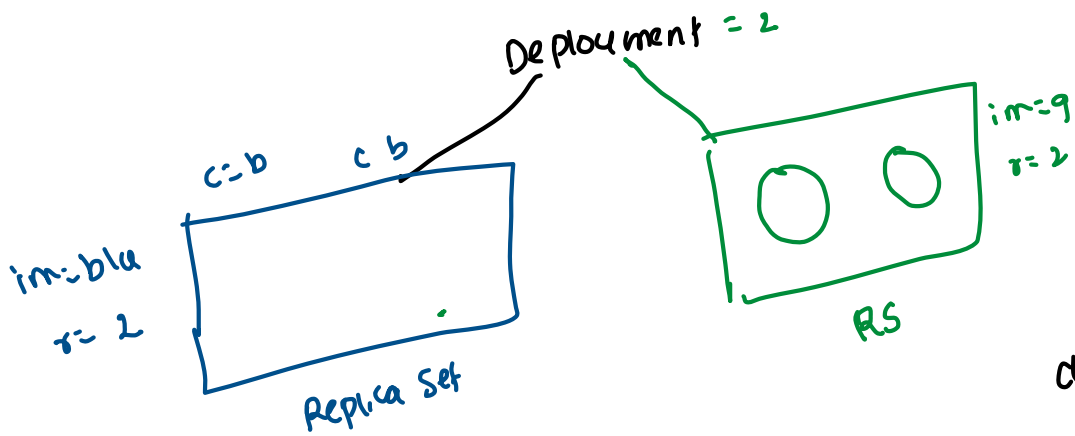 Deployment = 2
c=b
c b
im=blu
r= 2
Replica Set
im=g
r=2
RS
d